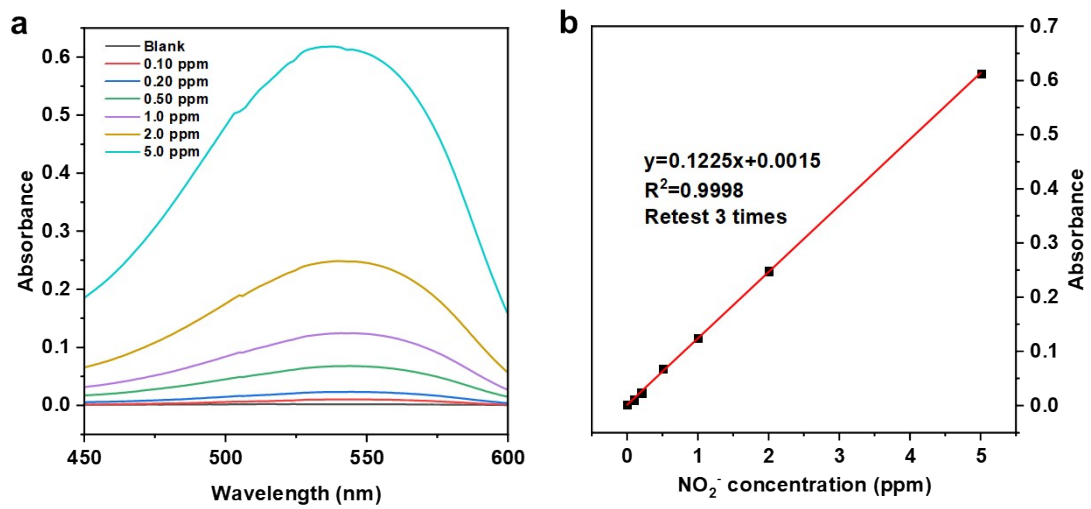 a
Blank
0.10 ppm
0.20 ppm
0.50 ppm
1.0 ppm
2.0 ppm
5.0 ppm
0.6
0.5
0.4
0.3
0.2
0.1
0.0
Absorbance
450
500
550
600
Wavelength (nm)
b
y=0.1225x+0.0015
R²=0.9998
Retest 3 times
0.7
0.6
0.5
0.4
0.3
0.2
0.1
0.0
Absorbance
0
1
2
3
4
5
NO₂⁻ concentration (ppm)